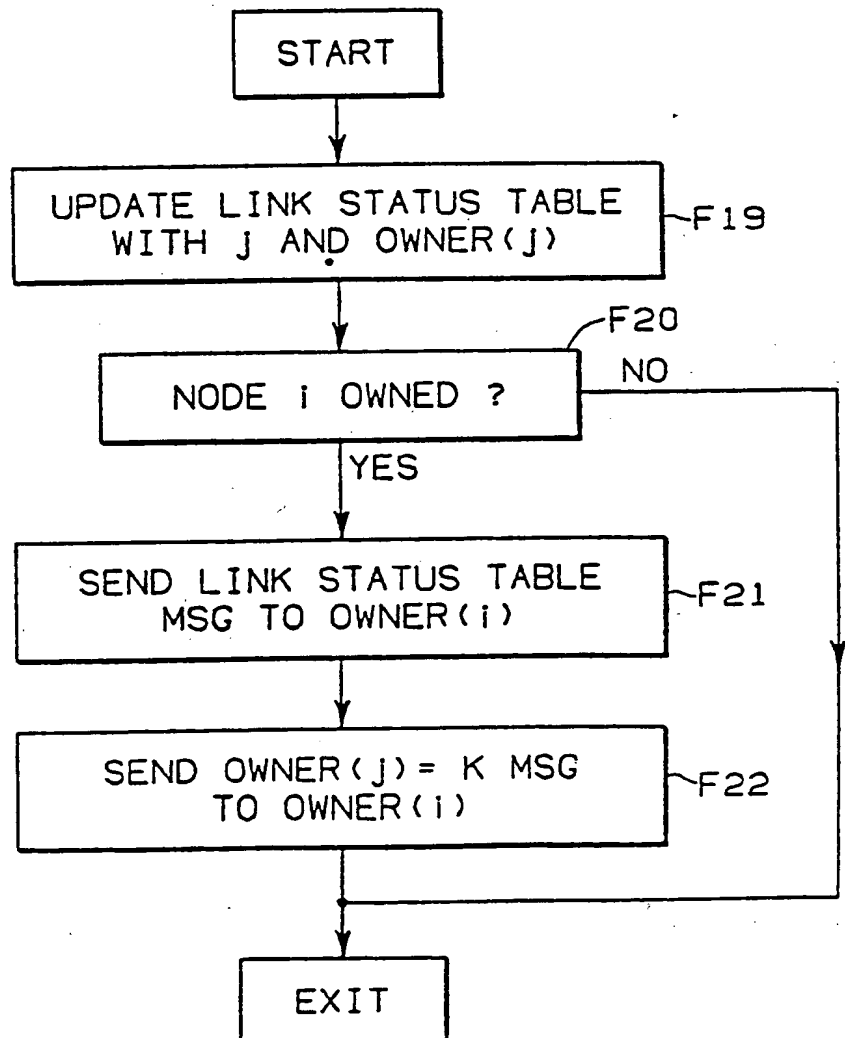 START
UPDATE LINK STATUS TABLE
WITH j AND OWNER(j)
F19
F20
NODE i OWNED ?
NO
YES
SEND LINK STATUS TABLE
MSG TO OWNER(i)
F21
SEND OWNER(j)= K MSG
TO OWNER(i)
F22
EXIT